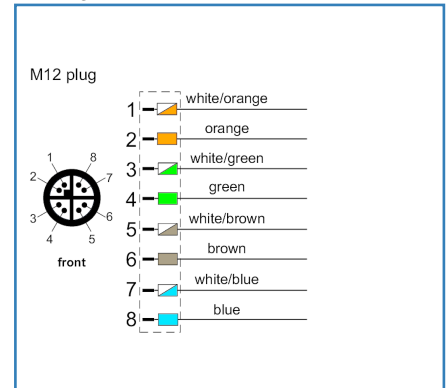 M12 plug
1 white/orange
2 orange
3 white/green
4 green
5 white/brown
6 brown
7 white/blue
8 blue
1 8
2 7
3 6
4 5
front